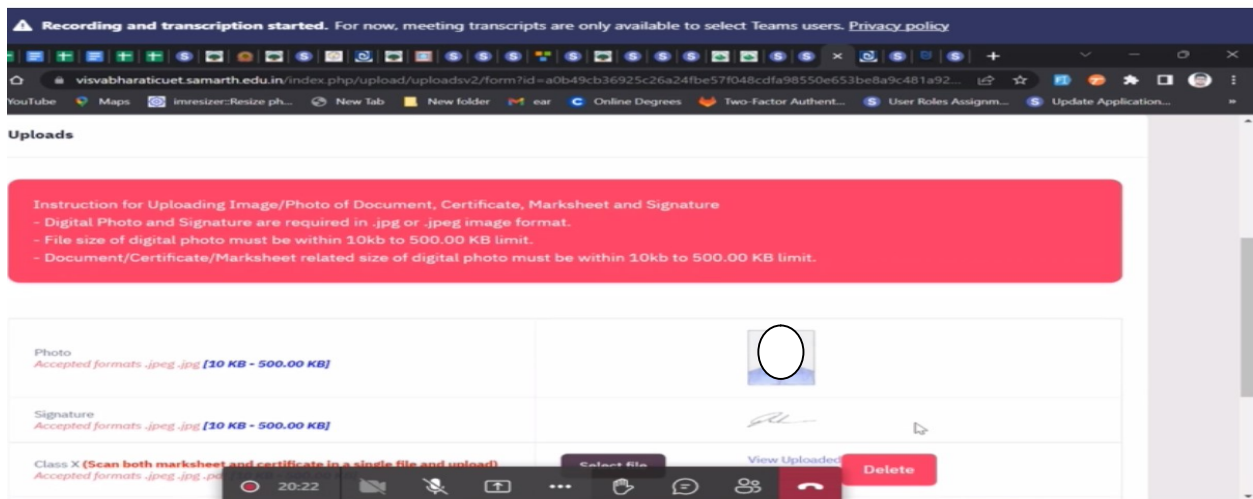 Recording and transcription started. For now, meeting transcripts are only available to select Teams users. Privacy policy
visvabharaticuet.samarth.edu.in/index.php/upload/uploadsv2/form?id=a0b49cb36925c26a24fbe57f048cdfa98550e653be8a9c481a92...
YouTube Maps imresizer::Resize ph... New Tab New folder ear Online Degrees Two-Factor Authent... User Roles Assignm... Update Application...
Uploads
Instruction for Uploading Image/Photo of Document, Certificate, Marksheet and Signature
- Digital Photo and Signature are required in .jpg or .jpeg image format.
- File size of digital photo must be within 10kb to 500.00 KB limit.
- Document/Certificate/Marksheet related size of digital photo must be within 10kb to 500.00 KB limit.
Photo
Accepted formats .jpeg .jpg [10 KB - 500.00 KB]
Signature
Accepted formats .jpeg .jpg [10 KB - 500.00 KB]
Class X (Scan both marksheet and certificate in a single file and upload) Select file View Uploaded Delete
Accepted formats .jpeg .jpg
20:22